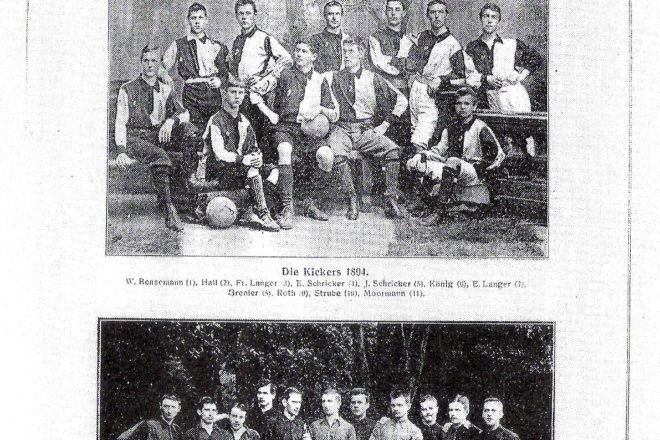 Die Kickers 1894.
W. Bensemann (1), Hall (2), Fr. Langer (3), E. Schricker (4), J. Schricker (5), König (6), E. Langer (7),
Grenier (8), Roth (9), Strube (10), Moormann (11).